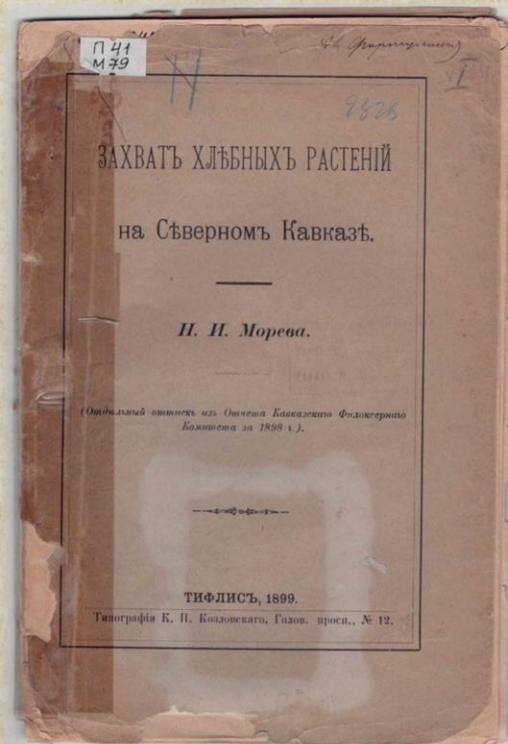 П 41
М 79
I
ЗАХВАТЪ ХЛѢБНЫХЪ РАСТЕНІЙ
на Сѣверномъ Кавказѣ.
Н. И. Морева.
(Отдѣльный оттискъ изъ Отчета Кавказскаго Филоксернаго
Комитета за 1898 г.).
ТИФЛИСЪ, 1899.
Типографія К. П. Козловскаго, Голов. просп., № 12.